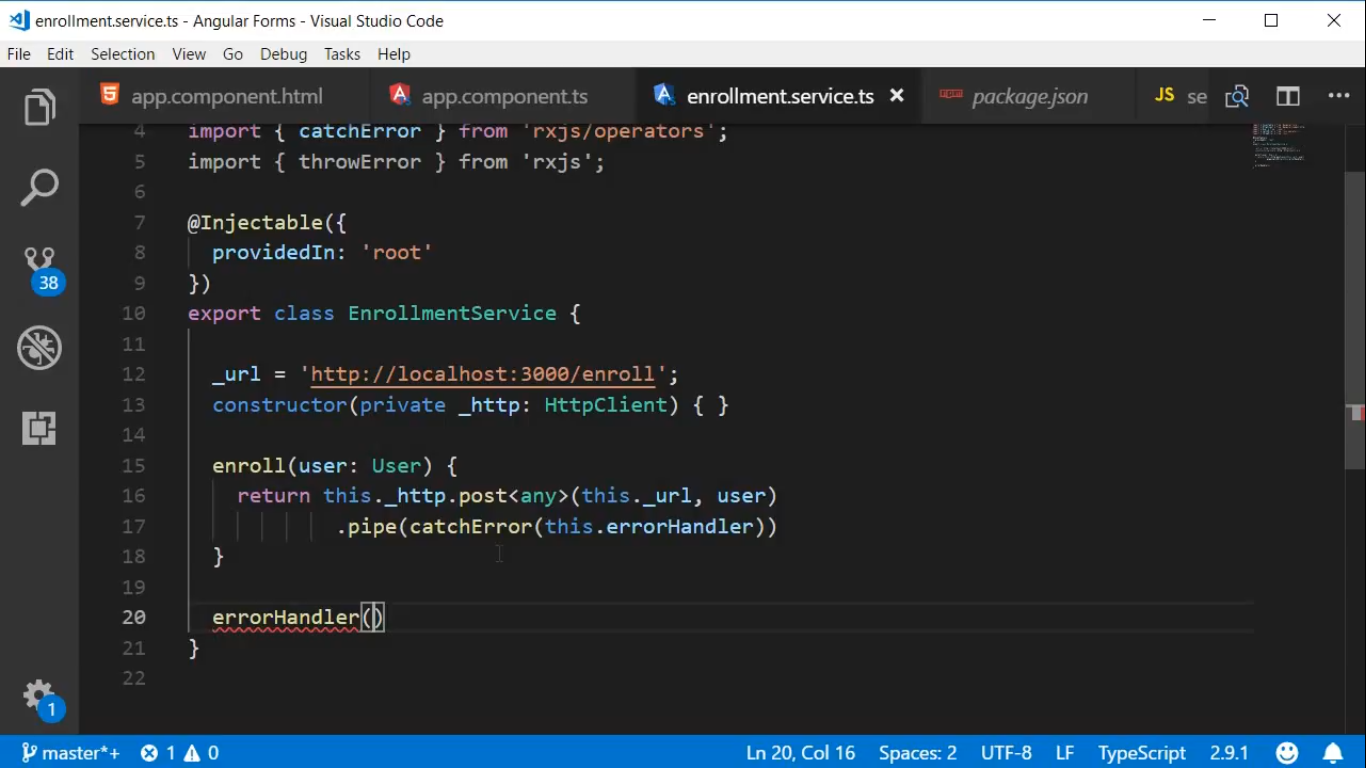 enrollment.service.ts - Angular Forms - Visual Studio Code
File Edit Selection View Go Debug Tasks Help
app.component.html app.component.ts enrollment.service.ts package.json JS se
4 import { catchError } from 'rxjs/operators';
5 import { throwError } from 'rxjs';
6
7 @Injectable({
8 providedIn: 'root'
9 })
10 export class EnrollmentService {
11
12 _url = 'http://localhost:3000/enroll';
13 constructor(private _http: HttpClient) { }
14
15 enroll(user: User) {
16 return this._http.post<any>(this._url, user)
17 .pipe(catchError(this.errorHandler))
18 }
19
20 errorHandler()
21 }
22
38
1
master*+ 1 0 Ln 20, Col 16 Spaces: 2 UTF-8 LF TypeScript 2.9.1